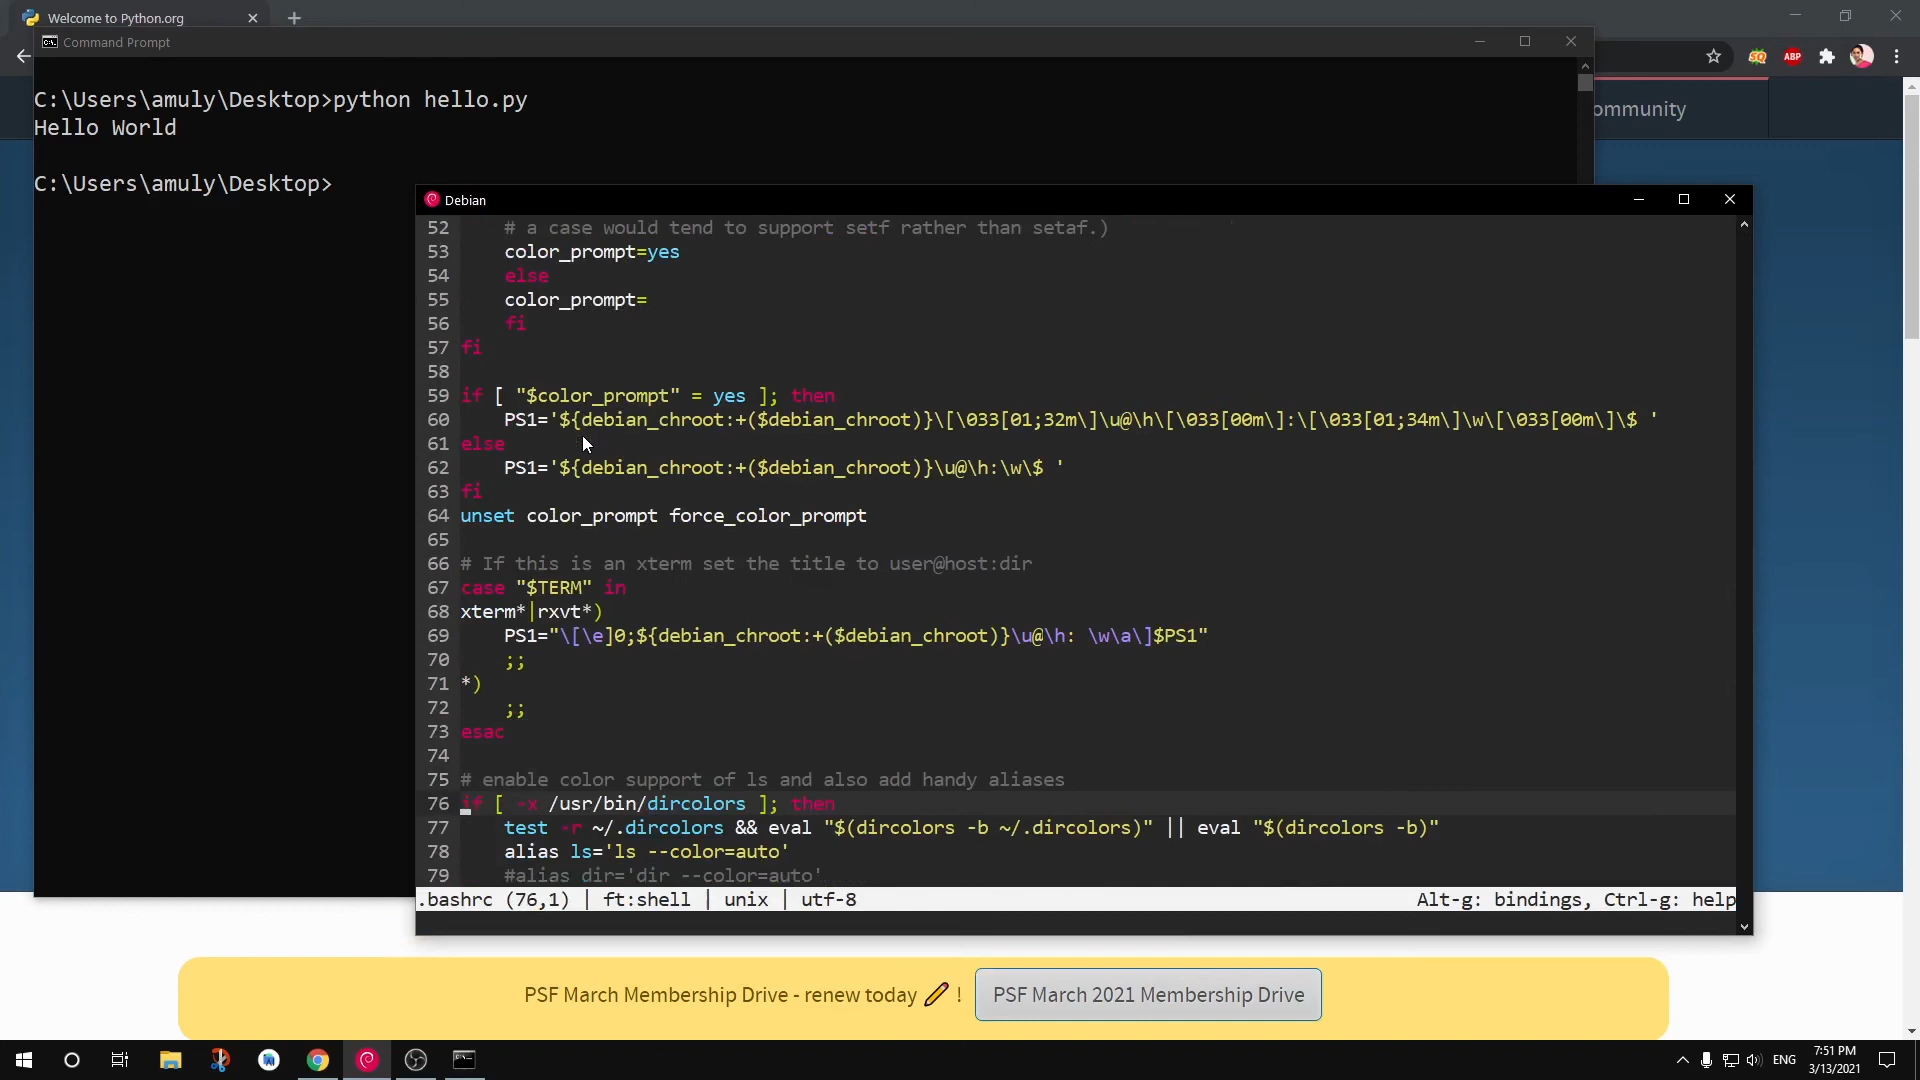 Welcome to Python.org
Command Prompt
ABP
C:\Users\amuly\Desktop>python hello.py
Hello World
C:\Users\amuly\Desktop>
ommunity
Debian
52 # a case would tend to support setf rather than setaf.)
53 color_prompt=yes
54 else
55 color_prompt=
56 fi
57 fi
58
59 if [ "$color_prompt" = yes ]; then
60 PS1='${debian_chroot:+($debian_chroot)}\[\033[01;32m\]\u@\h\[\033[00m\]:\[\033[01;34m\]\w\[\033[00m\]\$ '
61 else
62 PS1='${debian_chroot:+($debian_chroot)}\u@\h:\w\$ '
63 fi
64 unset color_prompt force_color_prompt
65
66 # If this is an xterm set the title to user@host:dir
67 case "$TERM" in
68 xterm*|rxvt*)
69 PS1="\[\e]0;${debian_chroot:+($debian_chroot)}\u@\h: \w\a\]$PS1"
70 ;;
71 *)
72 ;;
73 esac
74
75 # enable color support of ls and also add handy aliases
76 if [ -x /usr/bin/dircolors ]; then
77 test -r ~/.dircolors && eval "$(dircolors -b ~/.dircolors)" || eval "$(dircolors -b)"
78 alias ls='ls --color=auto'
79 #alias dir='dir --color=auto'
.bashrc (76,1) | ft:shell | unix | utf-8
Alt-g: bindings, Ctrl-g: help
PSF March Membership Drive - renew today !
PSF March 2021 Membership Drive
ENG
7:51 PM
3/13/2021